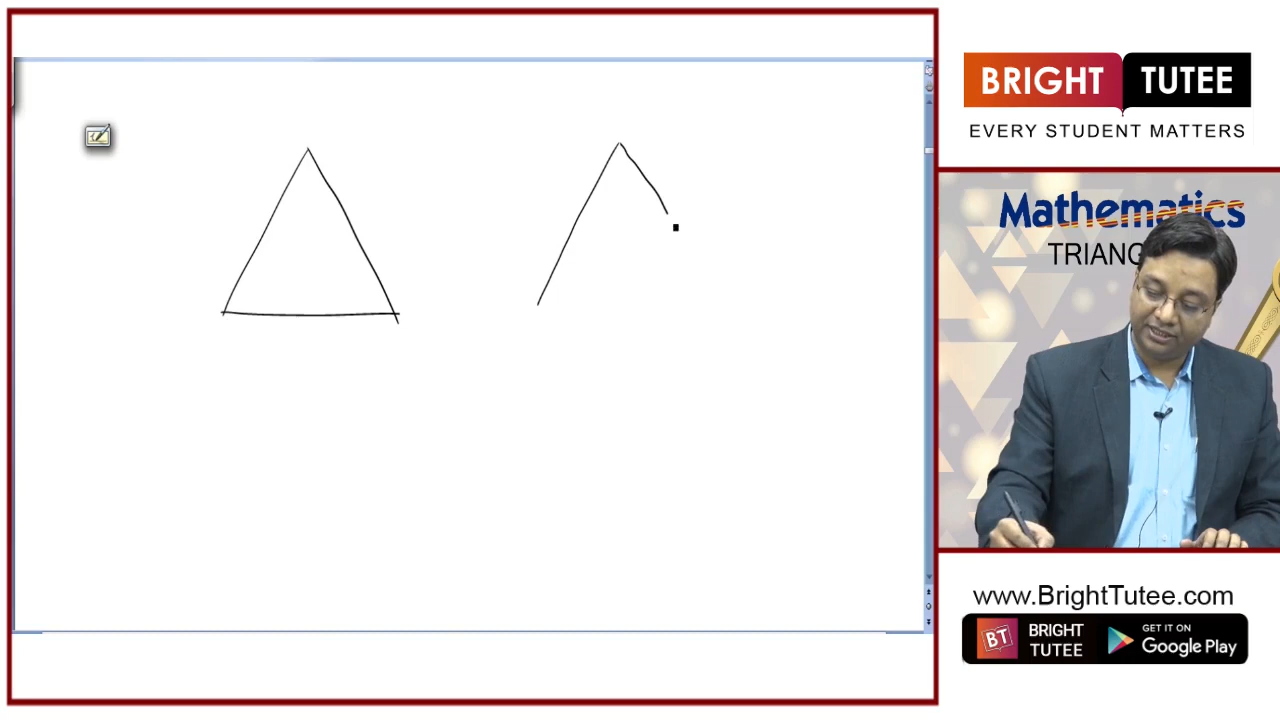 BRIGHT TUTEE
EVERY STUDENT MATTERS
Mathematics
TRIANG
www.BrightTutee.com
BT
BRIGHT
TUTEE
GET IT ON
Google Play